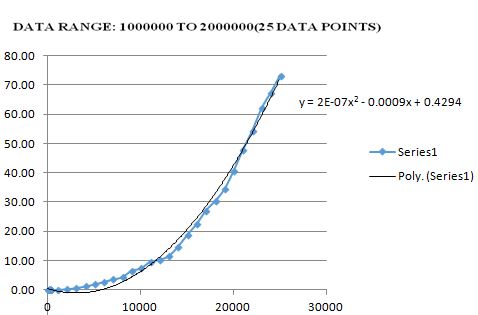 DATA RANGE: 1000000 TO 2000000(25 DATA POINTS)
80.00
70.00
60.00
50.00
40.00
30.00
20.00
10.00
0.00
0 10000 20000 30000
y = 2E-07x² - 0.0009x + 0.4294
Series1
Poly. (Series1)